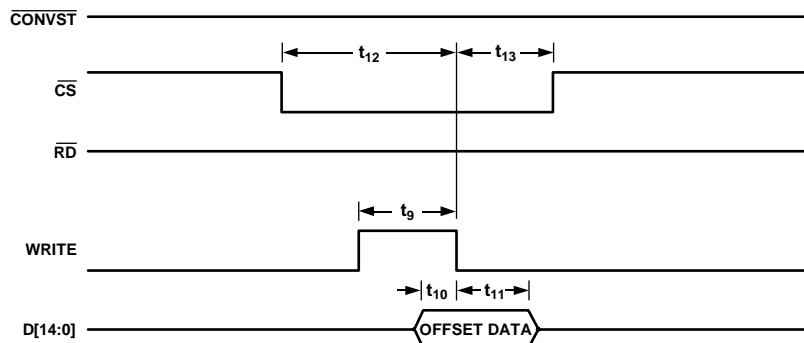 CONVST
t12 t13
CS
RD
t9
WRITE
t10 t11
D[14:0] OFFSET DATA